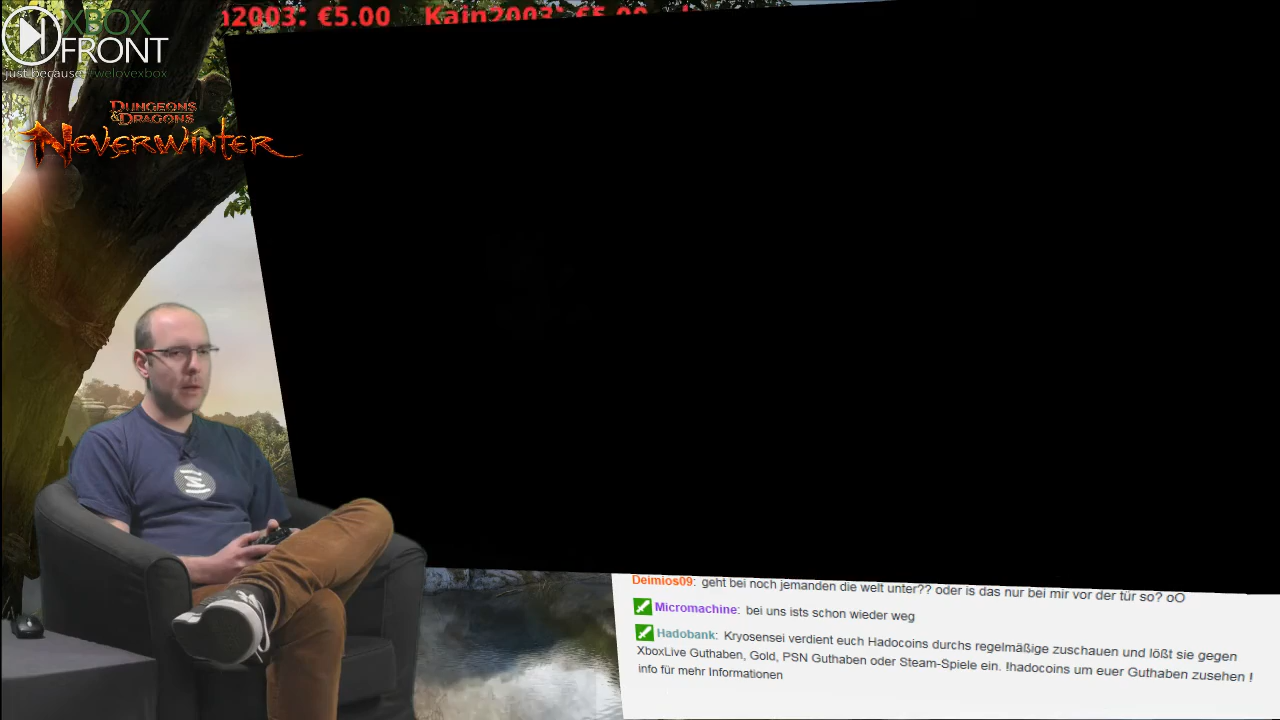 12003: €5.00 Kain2003: €5.00
XBOX
FRONT
just because #welovexbox
DUNGEONS
& DRAGONS
NEVERWINTER
Deimios09: geht bei noch jemanden die welt unter?? oder is das nur bei mir vor der tür so? oO
Micromachine: bei uns ists schon wieder weg
Hadobank: Kryosensei verdient euch Hadocoins durchs regelmäßige zuschauen und lößt sie gegen
XboxLive Guthaben, Gold, PSN Guthaben oder Steam-Spiele ein. !hadocoins um euer Guthaben zusehen !
info für mehr Informationen